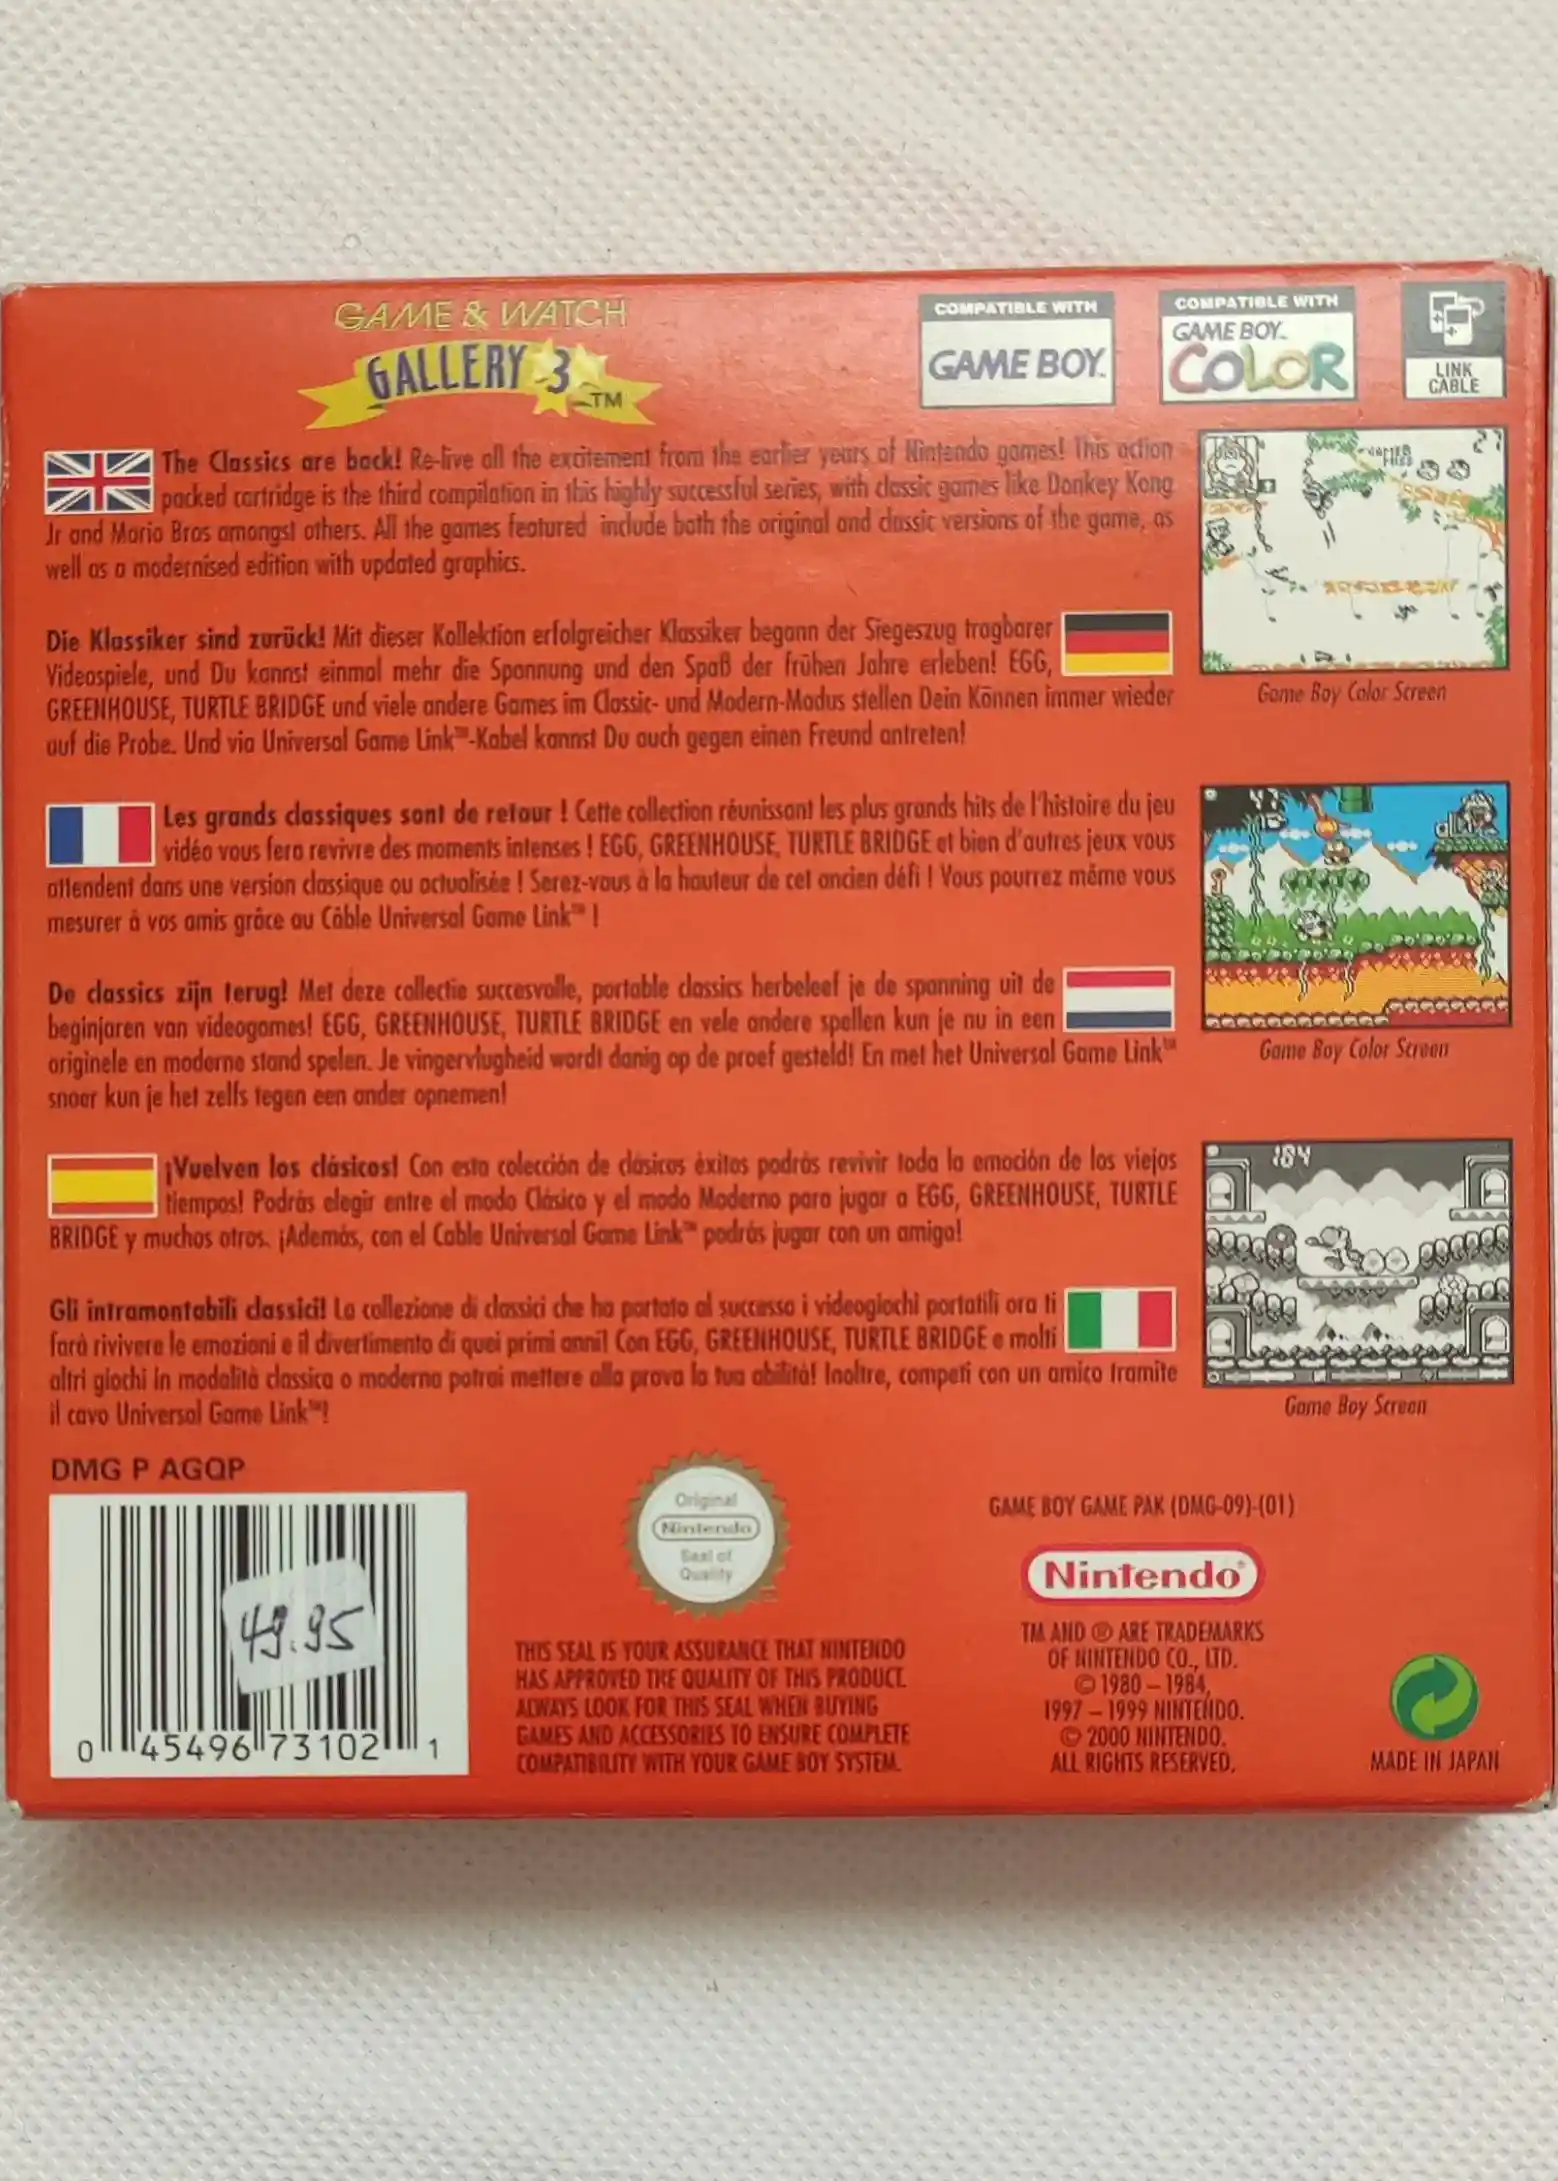 GAME & WATCH
GALLERY 3 ™
COMPATIBLE WITH
GAME BOY™
COMPATIBLE WITH
GAME BOY™
COLOR
LINK
CABLE
The Classics are back! Re-live all the excitement from the earlier years of Nintendo games! This action
packed cartridge is the third compilation in this highly successful series, with classic games like Donkey Kong
Jr and Mario Bros amongst others. All the games featured include both the original and classic versions of the game, as
well as a modernised edition with updated graphics.
Die Klassiker sind zurück! Mit dieser Kollektion erfolgreicher Klassiker begann der Siegeszug tragbarer
Videospiele, und Du kannst einmal mehr die Spannung und den Spaß der frühen Jahre erleben! EGG,
GREENHOUSE, TURTLE BRIDGE und viele andere Games im Classic- und Modern-Modus stellen Dein Können immer wieder
auf die Probe. Und via Universal Game Link™-Kabel kannst Du auch gegen einen Freund antreten!
Les grands classiques sont de retour ! Cette collection réunissant les plus grands hits de l'histoire du jeu
vidéo vous fera revivre des moments intenses ! EGG, GREENHOUSE, TURTLE BRIDGE et bien d'autres jeux vous
attendent dans une version classique ou actualisée ! Serez-vous à la hauteur de cet ancien défi ! Vous pourrez même vous
mesurer à vos amis grâce au Câble Universal Game Link™ !
De classics zijn terug! Met deze collectie succesvolle, portable classics herbeleef je de spanning uit de
beginjaren van videogames! EGG, GREENHOUSE, TURTLE BRIDGE en vele andere spellen kun je nu in een
originele en moderne stand spelen. Je vingervlugheid wordt danig op de proef gesteld! En met het Universal Game Link™
snoer kun je het zelfs tegen een ander opnemen!
¡Vuelven los clásicos! Con esta colección de clásicos éxitos podrás revivir toda la emoción de los viejos
tiempos! Podrás elegir entre el modo Clásico y el modo Moderno para jugar a EGG, GREENHOUSE, TURTLE
BRIDGE y muchos otros. ¡Además, con el Cable Universal Game Link™ podrás jugar con un amigo!
Gli intramontabili classici! La collezione di classici che ha portato al successo i videogiochi portatili ora ti
farà rivivere le emozioni e il divertimento di quei primi anni! Con EGG, GREENHOUSE, TURTLE BRIDGE e molti
altri giochi in modalità classica o moderna potrai mettere alla prova la tua abilità! Inoltre, competi con un amico tramite
il cavo Universal Game Link™!
27
Game Boy Color Screen
47
Game Boy Color Screen
184
Game Boy Screen
DMG P AGQP
49.95
0 45496 73102 1
Original
Nintendo
Seal of
Quality
THIS SEAL IS YOUR ASSURANCE THAT NINTENDO
HAS APPROVED THE QUALITY OF THIS PRODUCT.
ALWAYS LOOK FOR THIS SEAL WHEN BUYING
GAMES AND ACCESSORIES TO ENSURE COMPLETE
COMPATIBILITY WITH YOUR GAME BOY SYSTEM.
GAME BOY GAME PAK (DMG-09)-(01)
Nintendo®
TM AND ® ARE TRADEMARKS
OF NINTENDO CO., LTD.
© 1980 – 1984,
1997 – 1999 NINTENDO.
© 2000 NINTENDO.
ALL RIGHTS RESERVED.
MADE IN JAPAN